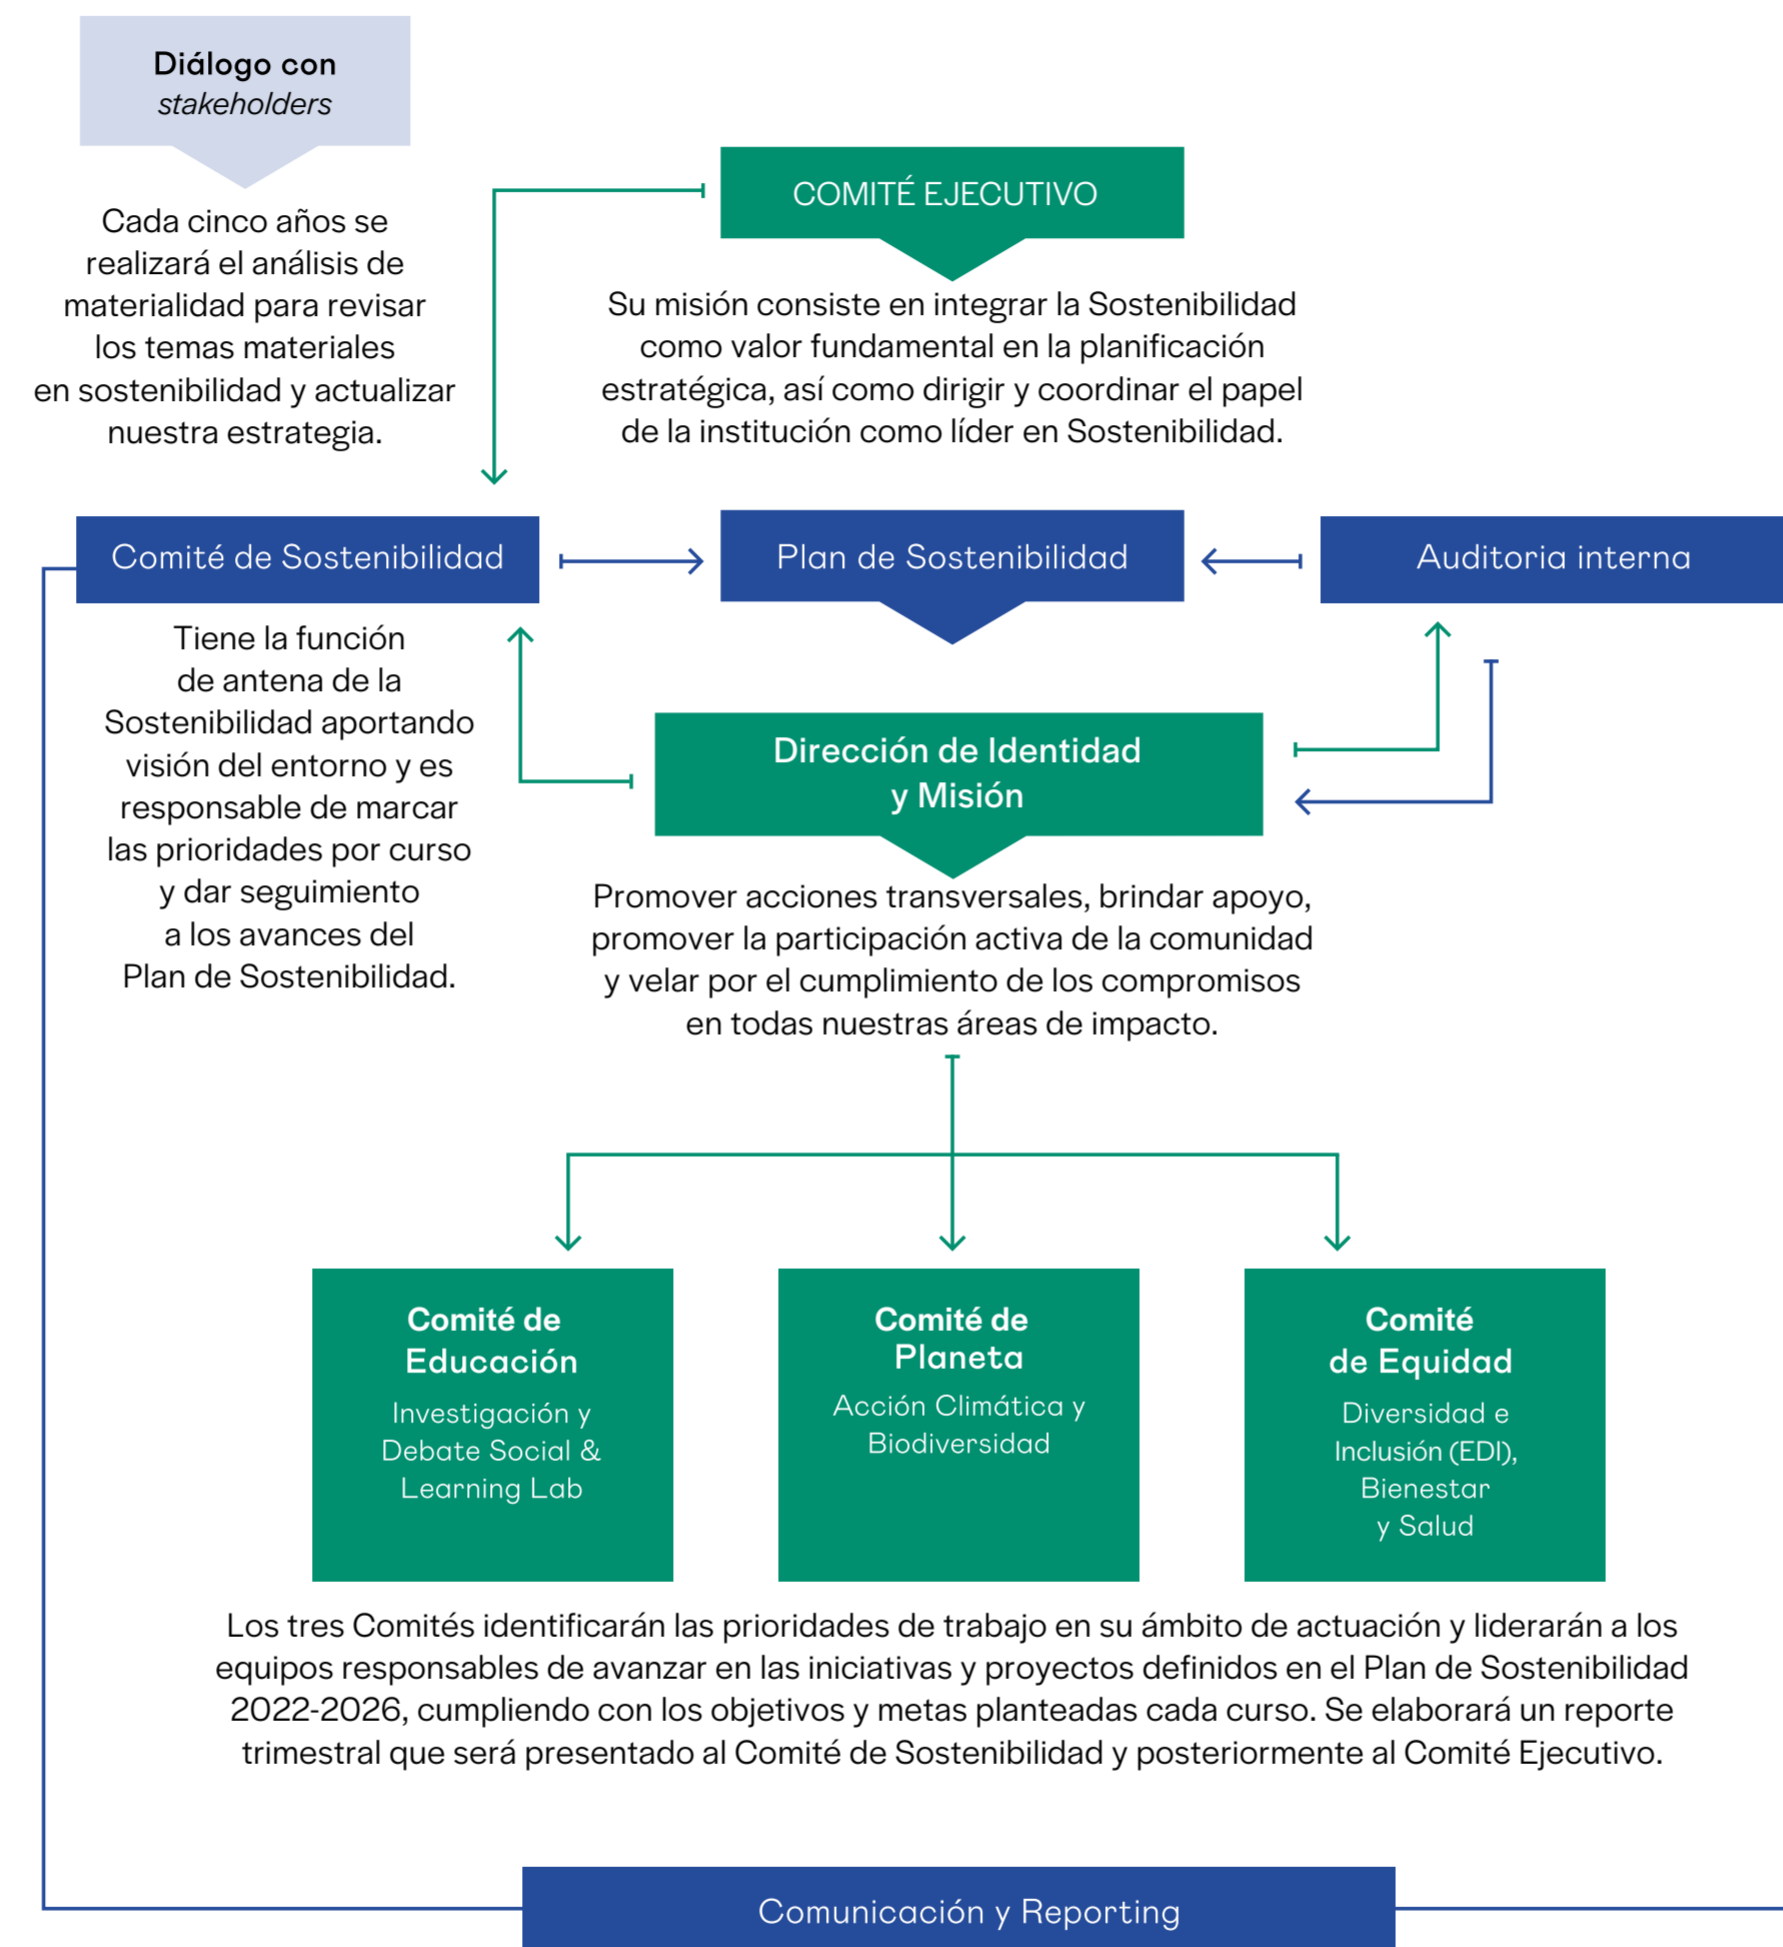 Diálogo con
stakeholders
Cada cinco años se
realizará el análisis de
materialidad para revisar
los temas materiales
en sostenibilidad y actualizar
nuestra estrategia.
COMITÉ EJECUTIVO
Su misión consiste en integrar la Sostenibilidad
como valor fundamental en la planificación
estratégica, así como dirigir y coordinar el papel
de la institución como líder en Sostenibilidad.
Comité de Sostenibilidad
Plan de Sostenibilidad
Auditoria interna
Tiene la función
de antena de la
Sostenibilidad aportando
visión del entorno y es
responsable de marcar
las prioridades por curso
y dar seguimiento
a los avances del
Plan de Sostenibilidad.
Dirección de Identidad
y Misión
Promover acciones transversales, brindar apoyo,
promover la participación activa de la comunidad
y velar por el cumplimiento de los compromisos
en todas nuestras áreas de impacto.
Comité de
Educación
Investigación y
Debate Social &
Learning Lab
Comité de
Planeta
Acción Climática y
Biodiversidad
Comité
de Equidad
Diversidad e
Inclusión (EDI),
Bienestar
y Salud
Los tres Comités identificarán las prioridades de trabajo en su ámbito de actuación y liderarán a los
equipos responsables de avanzar en las iniciativas y proyectos definidos en el Plan de Sostenibilidad
2022-2026, cumpliendo con los objetivos y metas planteadas cada curso. Se elaborará un reporte
trimestral que será presentado al Comité de Sostenibilidad y posteriormente al Comité Ejecutivo.
Comunicación y Reporting